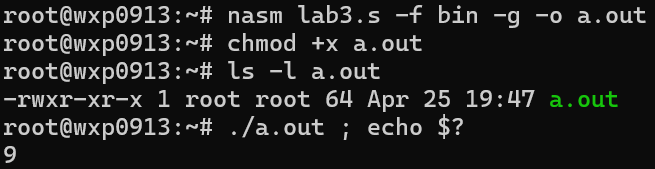 root@wxp0913:~# nasm lab3.s -f bin -g -o a.out
root@wxp0913:~# chmod +x a.out
root@wxp0913:~# ls -l a.out
-rwxr-xr-x 1 root root 64 Apr 25 19:47 a.out
root@wxp0913:~# ./a.out ; echo $?
9